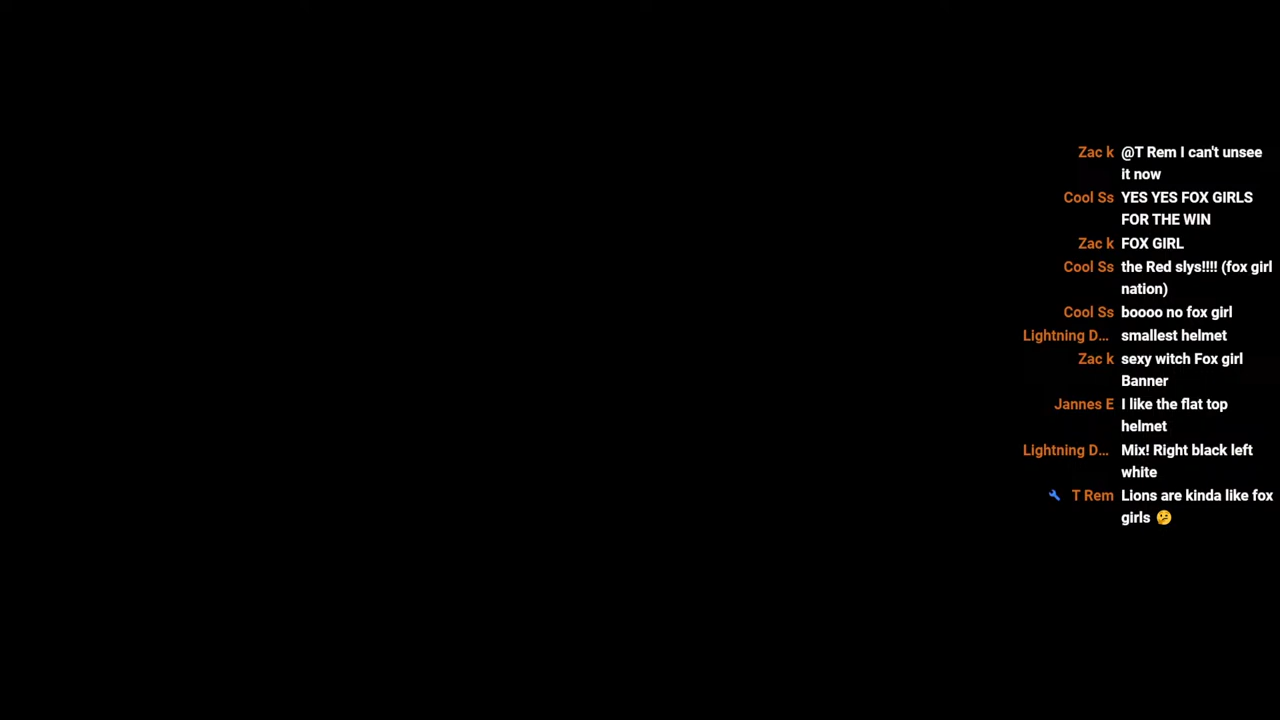 Zac k @T Rem I can't unsee
it now
Cool Ss YES YES FOX GIRLS
FOR THE WIN
Zac k FOX GIRL
Cool Ss the Red slys!!!! (fox girl
nation)
Cool Ss boooo no fox girl
Lightning D... smallest helmet
Zac k sexy witch Fox girl
Banner
Jannes E I like the flat top
helmet
Lightning D... Mix! Right black left
white
T Rem Lions are kinda like fox
girls 🤔